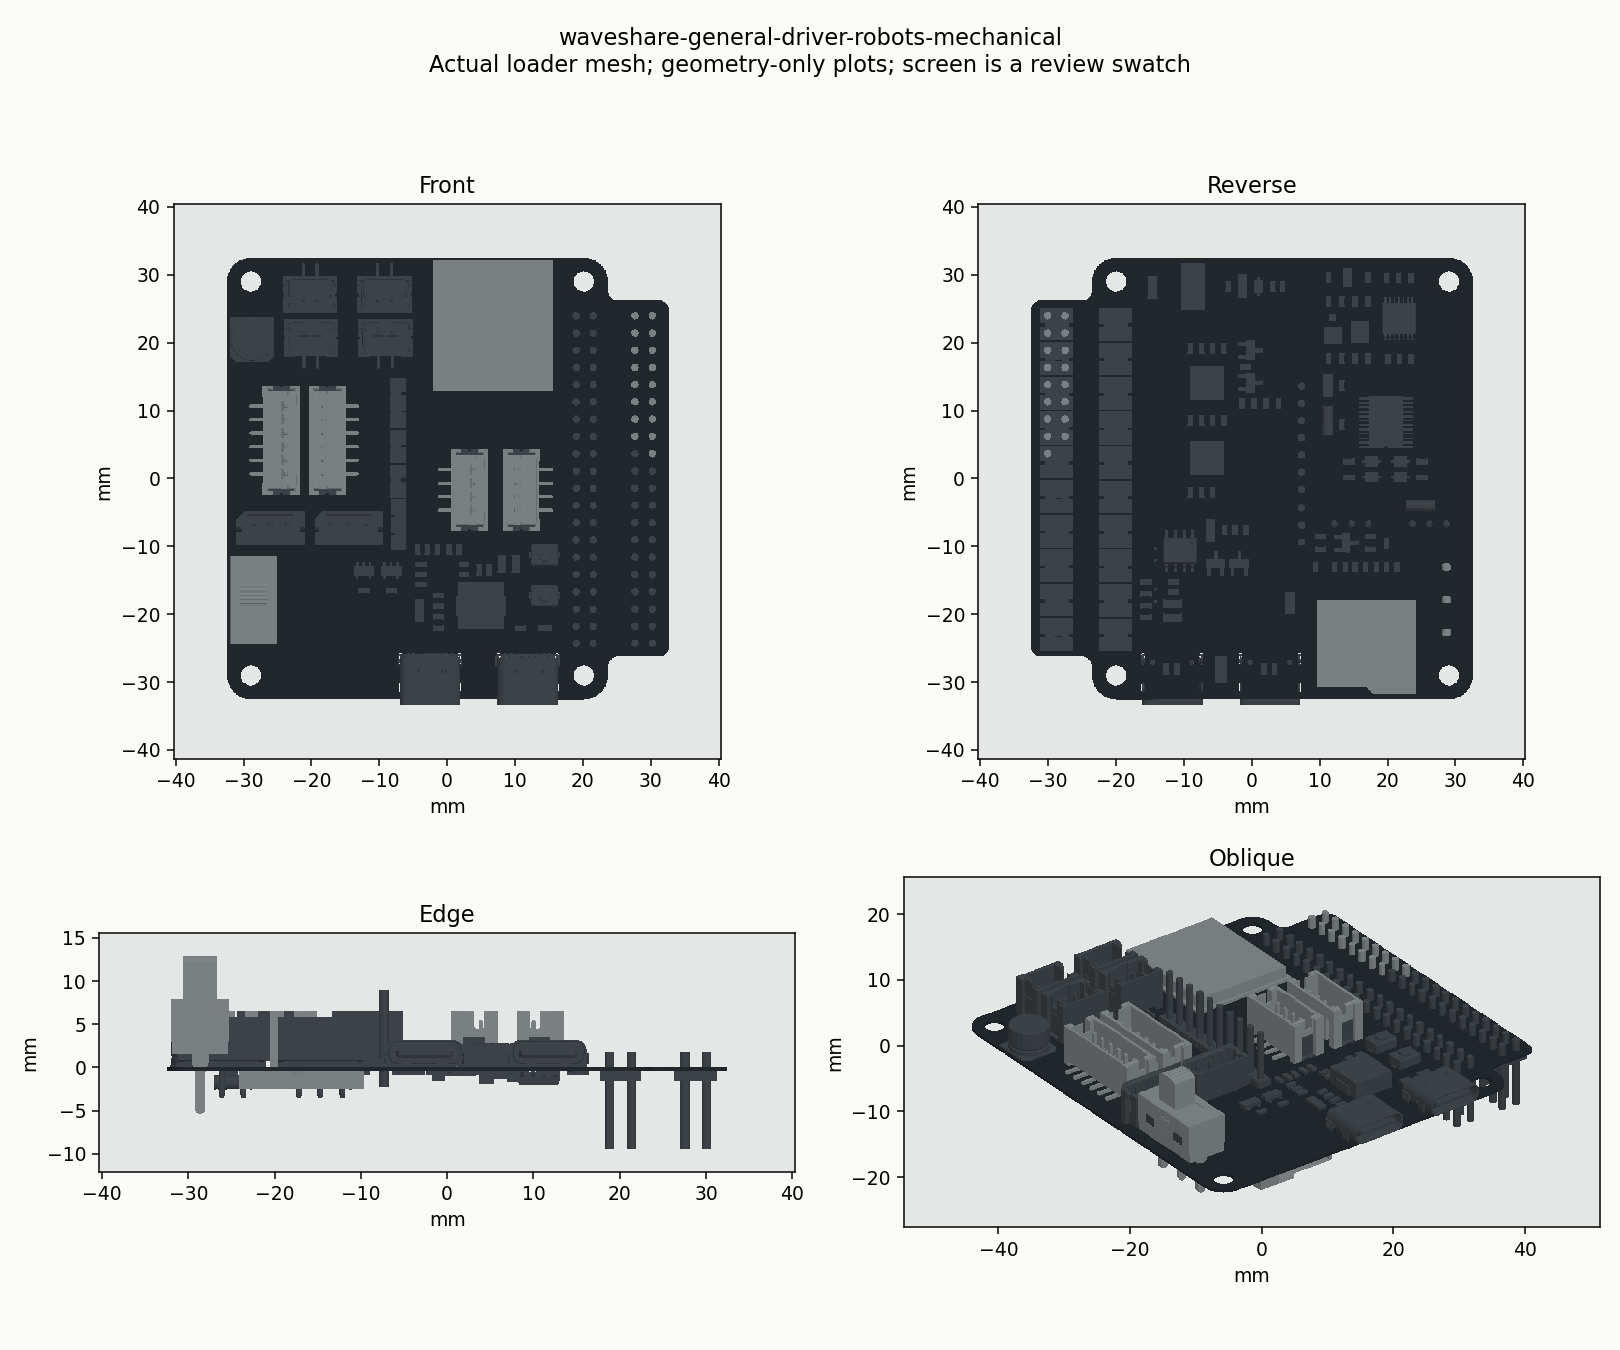 waveshare-general-driver-robots-mechanical
Actual loader mesh; geometry-only plots; screen is a review swatch
Front
40
30
20
10
0
−10
−20
−30
−40
mm
−40 −30 −20 −10 0 10 20 30 40
mm
Reverse
40
30
20
10
0
−10
−20
−30
−40
mm
−40 −30 −20 −10 0 10 20 30 40
mm
Edge
15
10
5
0
−5
−10
mm
−40 −30 −20 −10 0 10 20 30 40
mm
Oblique
20
10
0
−10
−20
mm
−40 −20 0 20 40
mm